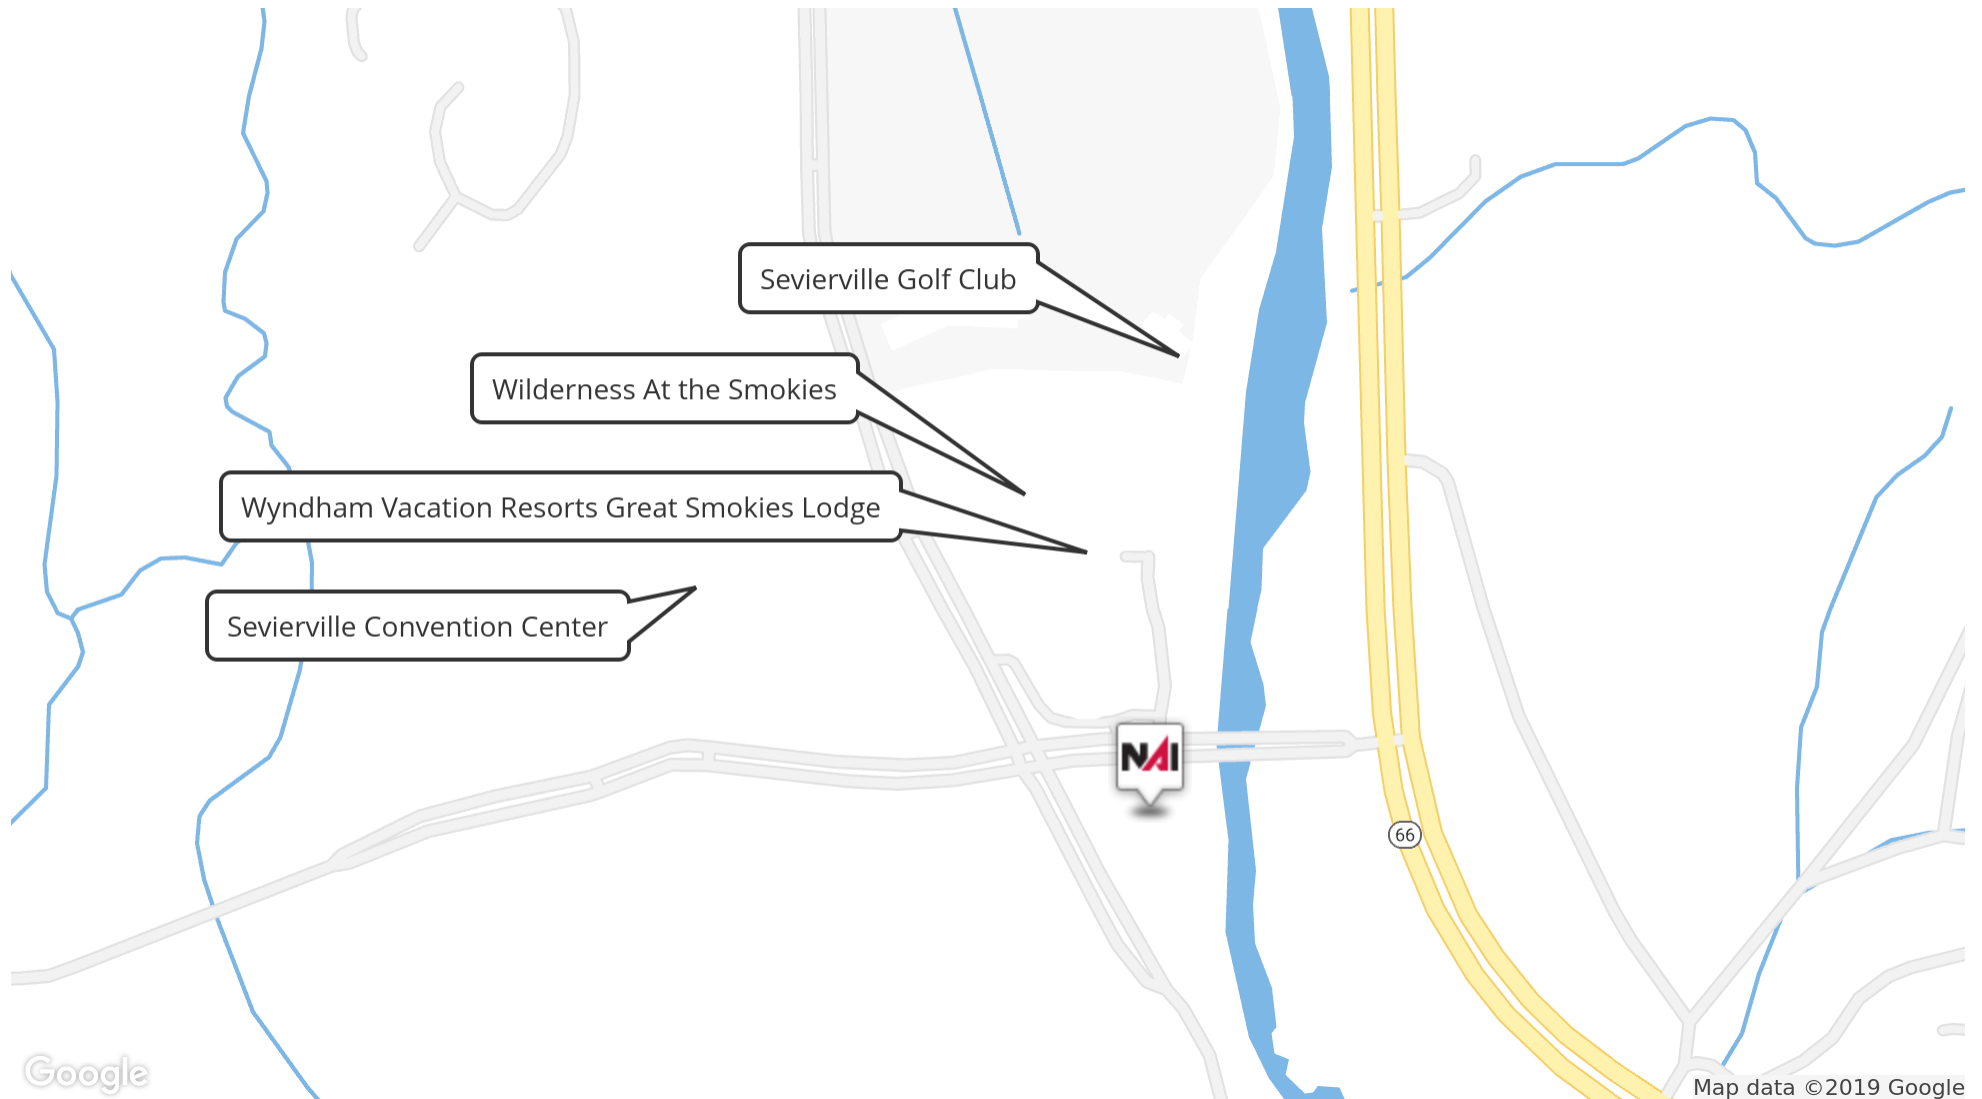 Sevierville Golf Club
Wilderness At the Smokies
Wyndham Vacation Resorts Great Smokies Lodge
Sevierville Convention Center
NAI
66
Google
Map data ©2019 Google